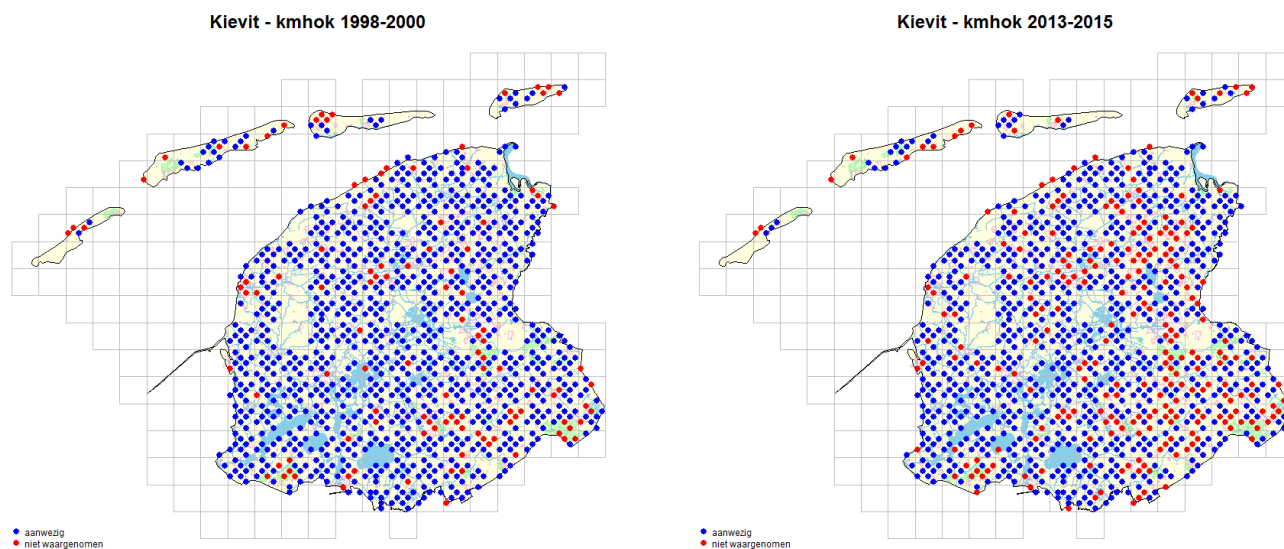 Kievit - kmhok 1998-2000
aanwezig
niet waargenomen
Kievit - kmhok 2013-2015
aanwezig
niet waargenomen